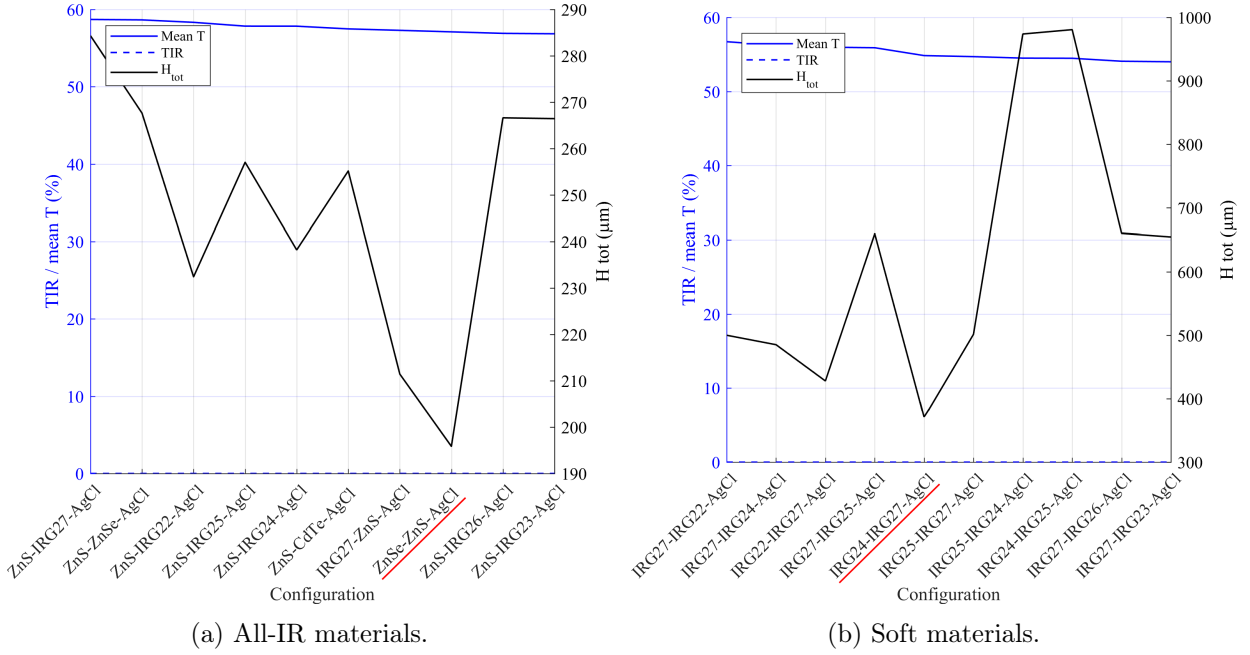 60
50
40
30
20
10
0
TIR / mean T (%)
Mean T
TIR
H_tot
290
280
270
260
250
240
230
220
210
200
190
H tot (μm)
ZnS-IRG27-AgCl
ZnS-ZnSe-AgCl
ZnS-IRG22-AgCl
ZnS-IRG25-AgCl
ZnS-IRG24-AgCl
ZnS-CdTe-AgCl
IRG27-ZnS-AgCl
ZnSe-ZnS-AgCl
ZnS-IRG26-AgCl
ZnS-IRG23-AgCl
Configuration
(a) All-IR materials.
60
50
40
30
20
10
0
TIR / mean T (%)
Mean T
TIR
H_tot
1000
900
800
700
600
500
400
300
H tot (μm)
IRG27-IRG22-AgCl
IRG27-IRG24-AgCl
IRG22-IRG27-AgCl
IRG27-IRG25-AgCl
IRG24-IRG27-AgCl
IRG25-IRG27-AgCl
IRG25-IRG24-AgCl
IRG24-IRG25-AgCl
IRG27-IRG26-AgCl
IRG27-IRG23-AgCl
Configuration
(b) Soft materials.